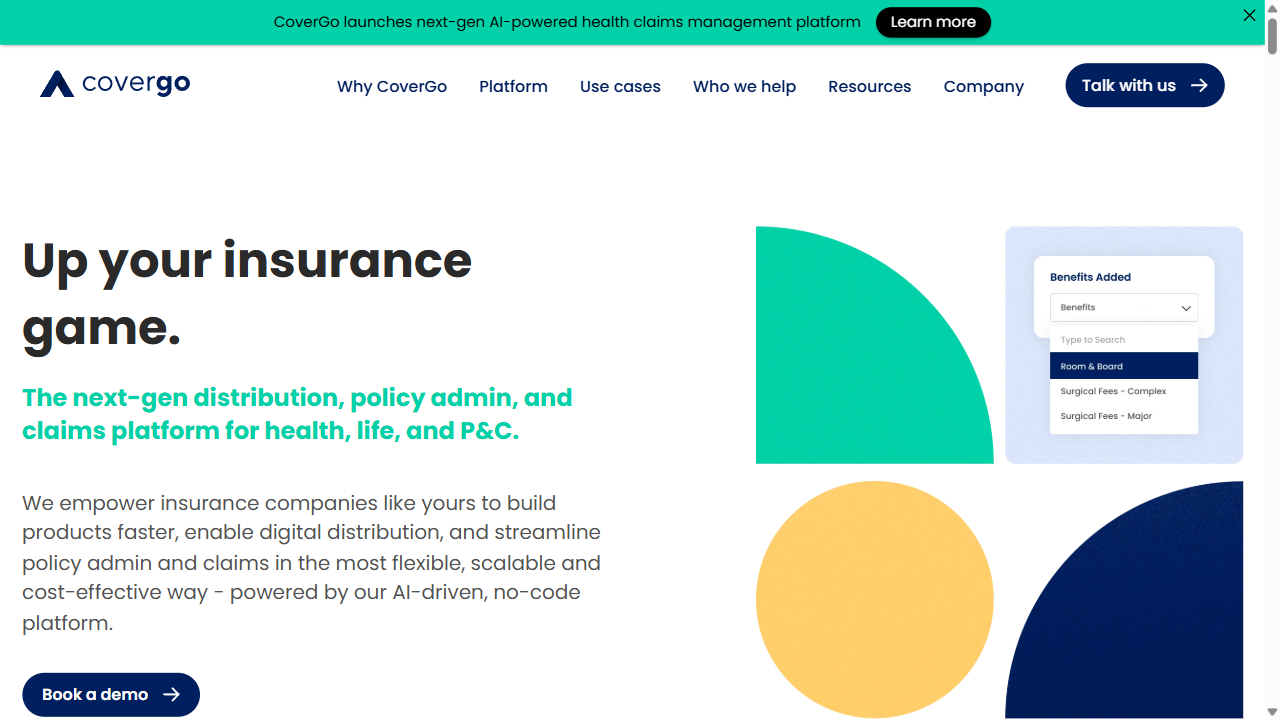 CoverGo launches next-gen AI-powered health claims management platform
Learn more
covergo
Why CoverGo
Platform
Use cases
Who we help
Resources
Company
Talk with us
Up your insurance
game.
The next-gen distribution, policy admin, and
claims platform for health, life, and P&C.
We empower insurance companies like yours to build
products faster, enable digital distribution, and streamline
policy admin and claims in the most flexible, scalable and
cost-effective way - powered by our AI-driven, no-code
platform.
Book a demo
Benefits Added
Benefits
Type to Search
Room & Board
Surgical Fees - Complex
Surgical Fees - Major